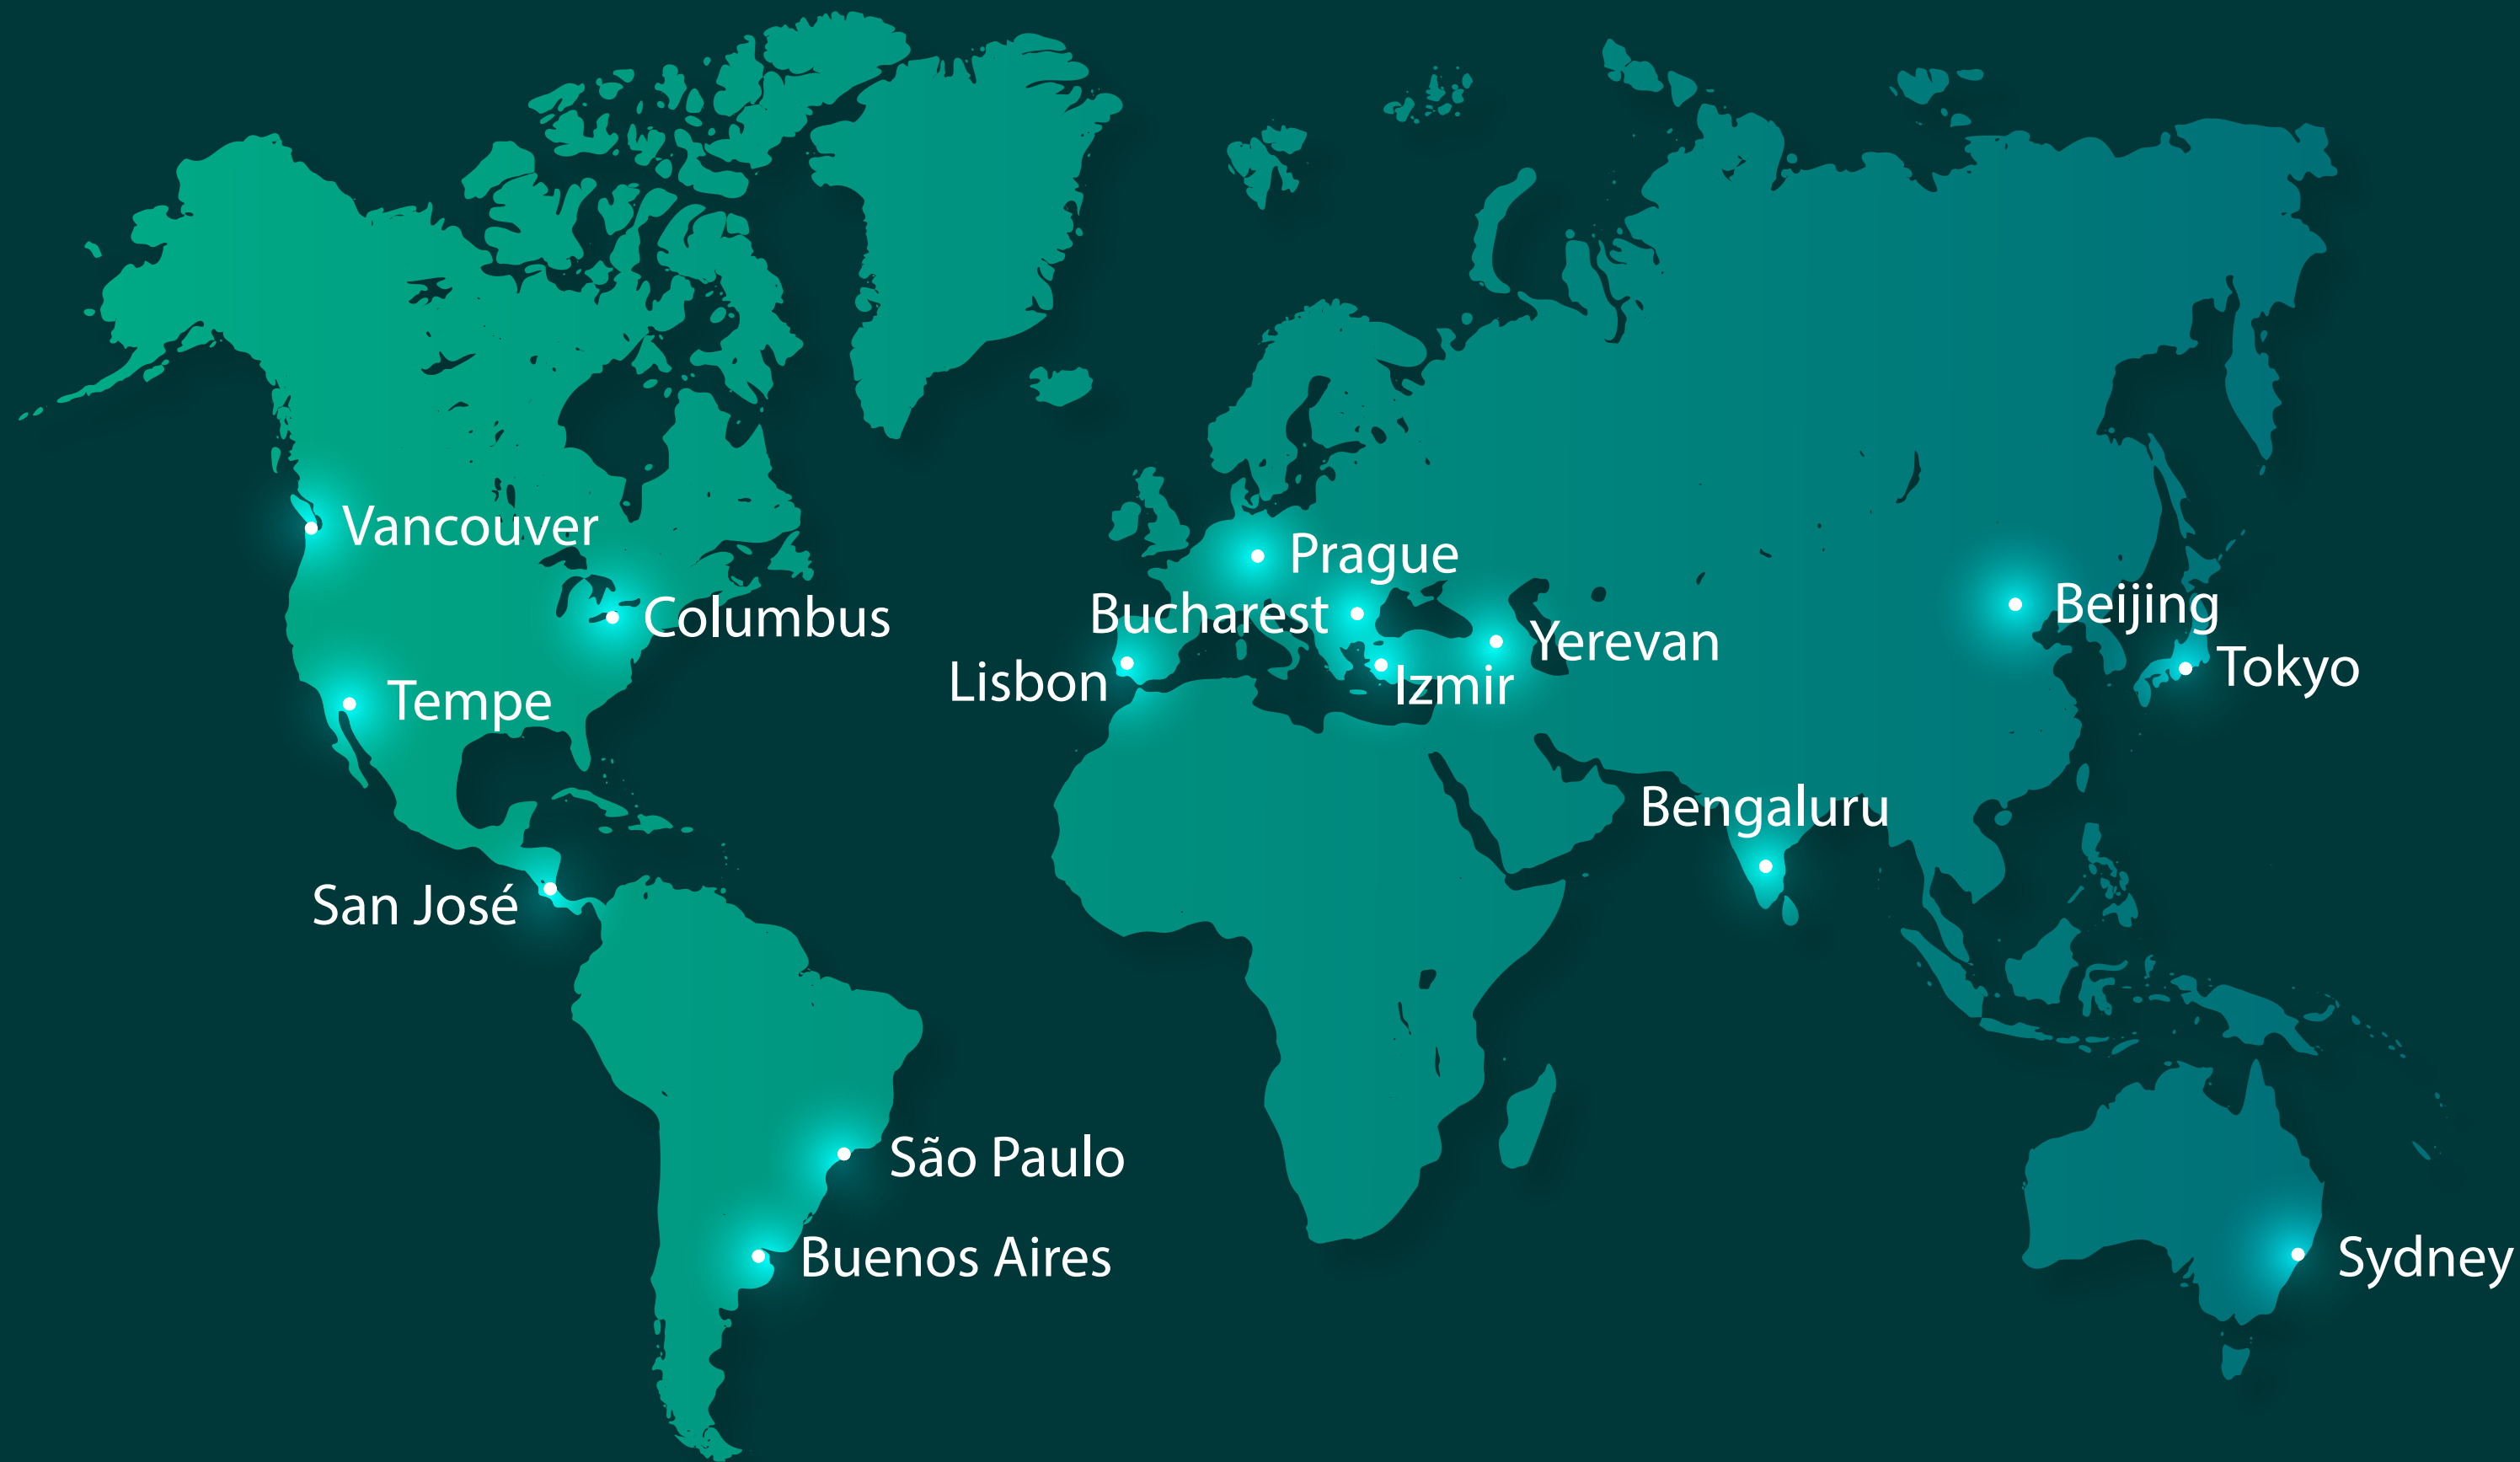 Vancouver
Prague
Columbus
Bucharest
Beijing
Yerevan
Lisbon
Izmir
Tokyo
Tempe
Bengaluru
San José
São Paulo
Buenos Aires
Sydney